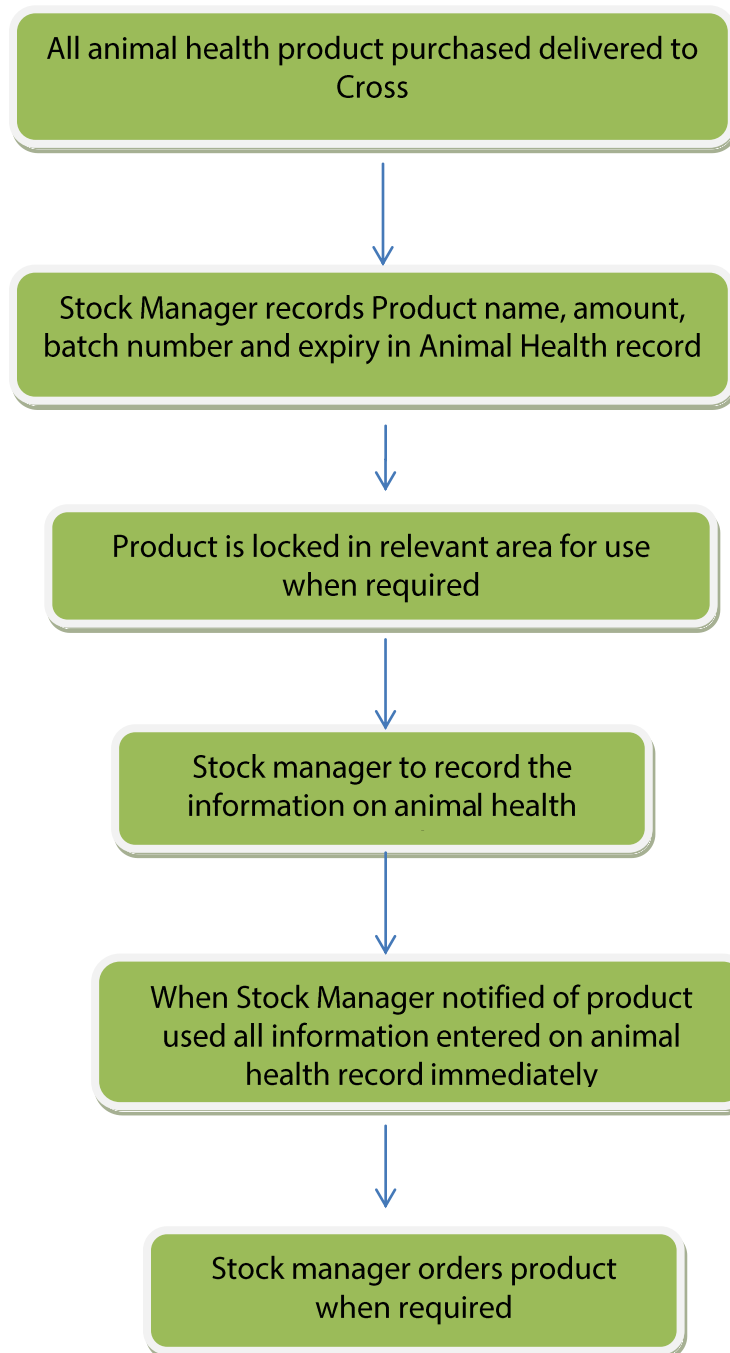 All animal health product purchased delivered to
Cross
Stock Manager records Product name, amount,
batch number and expiry in Animal Health record
Product is locked in relevant area for use
when required
Stock manager to record the
information on animal health
When Stock Manager notified of product
used all information entered on animal
health record immediately
Stock manager orders product
when required